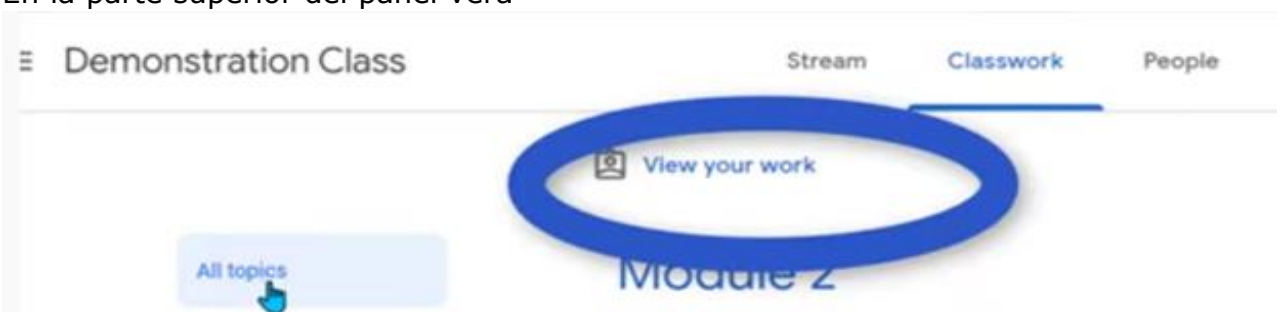 En la parte superior del panel verá
Demonstration Class Stream Classwork People
View your work
All topics
Module 2